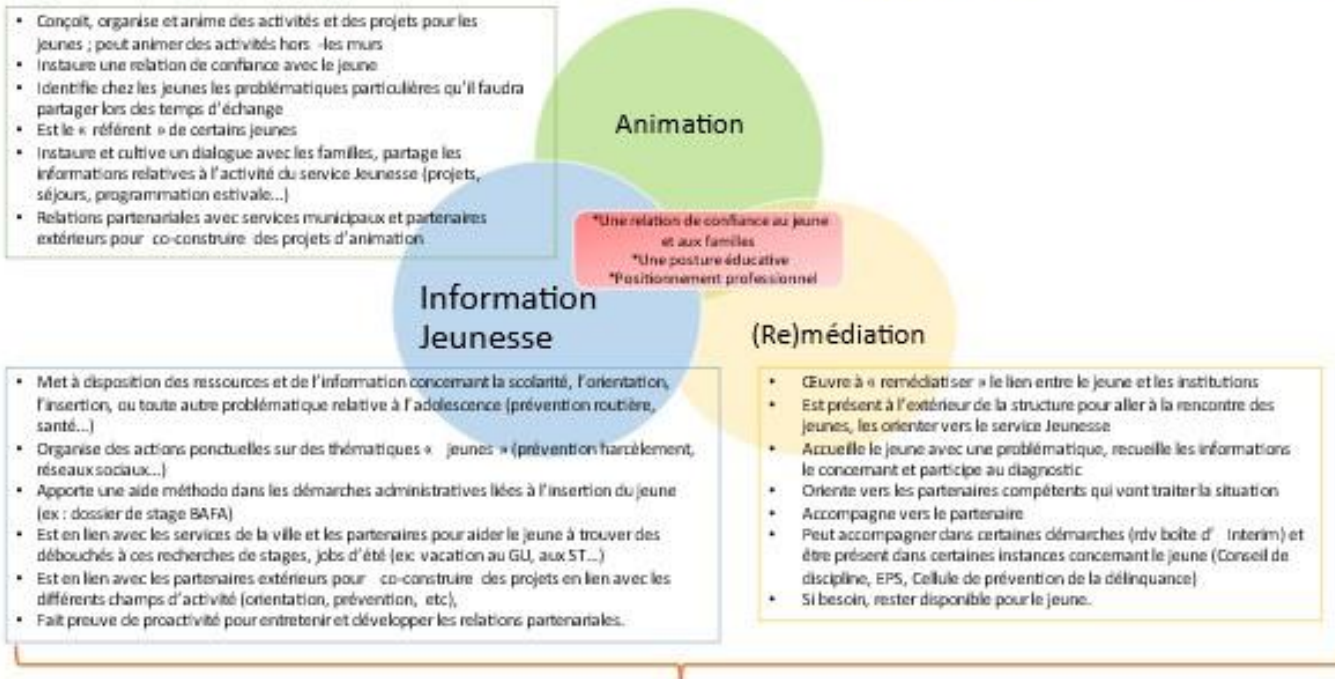 • Conçoit, organise et anime des activités et des projets pour les
jeunes ; peut animer des activités hors -les murs
• Instaure une relation de confiance avec le jeune
• Identifie chez les jeunes les problématiques particulières qu'il faudra
partager lors des temps d'échange
• Est le « référent » de certains jeunes
• Instaure et cultive un dialogue avec les familles, partage les
informations relatives à l'activité du service Jeunesse (projets,
séjours, programmation estivale...)
• Relations partenariales avec services municipaux et partenaires
extérieurs pour co-construire des projets d'animation
Animation
*Une relation de confiance au jeune
et aux familles
*Une posture éducative
*Positionnement professionnel
Information
Jeunesse
(Re)médiation
• Met à disposition des ressources et de l'information concernant la scolarité, l'orientation,
l'insertion, ou toute autre problématique relative à l'adolescence (prévention routière,
santé...)
• Organise des actions ponctuelles sur des thématiques « jeunes » (prévention harcèlement,
réseaux sociaux...)
• Apporte une aide méthodo dans les démarches administratives liées à l'insertion du jeune
(ex : dossier de stage BAFA)
• Est en lien avec les services de la ville et les partenaires pour aider le jeune à trouver des
débouchés à ces recherches de stages, jobs d'été (ex: vacation au GU, aux ST...)
• Est en lien avec les partenaires extérieurs pour co-construire des projets en lien avec les
différents champs d'activité (orientation, prévention, etc),
• Fait preuve de proactivité pour entretenir et développer les relations partenariales.
• Œuvre à « remédiatiser » le lien entre le jeune et les institutions
• Est présent à l'extérieur de la structure pour aller à la rencontre des
jeunes, les orienter vers le service Jeunesse
• Accueille le jeune avec une problématique, recueille les informations
le concernant et participe au diagnostic
• Oriente vers les partenaires compétents qui vont traiter la situation
• Accompagne vers le partenaire
• Peut accompagner dans certaines démarches (rdv boîte d' Interim) et
être présent dans certaines instances concernant le jeune (Conseil de
discipline, EPS, Cellule de prévention de la délinquance)
• Si besoin, rester disponible pour le jeune.